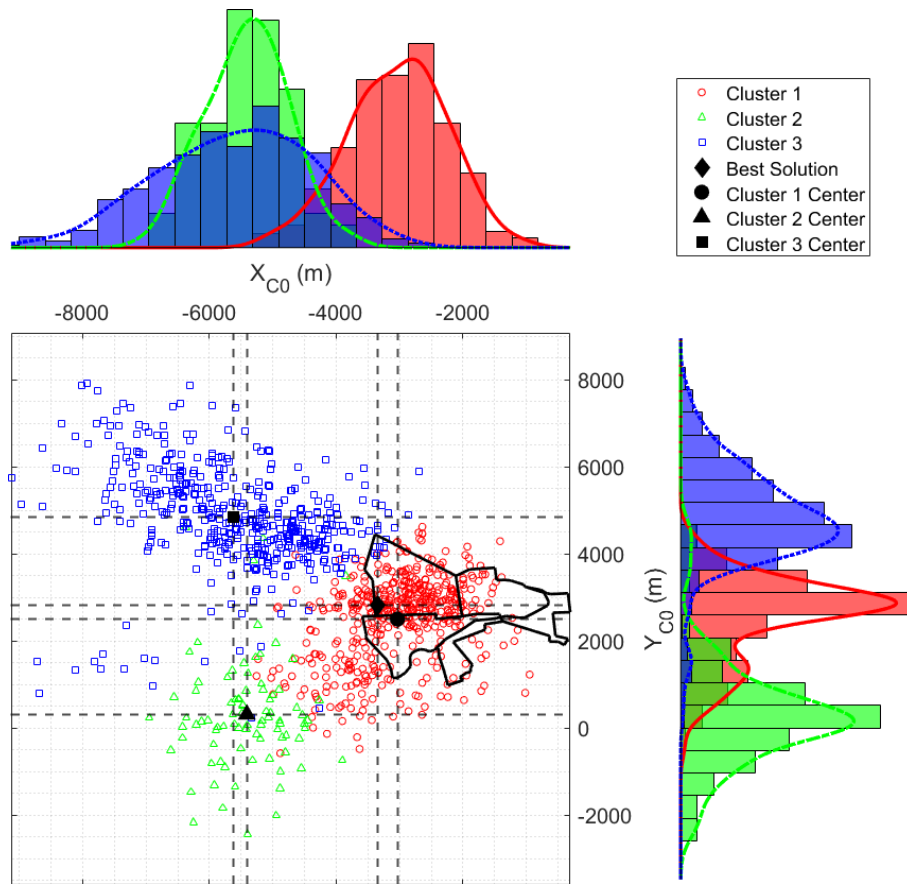 Cluster 1
Cluster 2
Cluster 3
Best Solution
Cluster 1 Center
Cluster 2 Center
Cluster 3 Center
X_C0 (m)
-8000 -6000 -4000 -2000
8000
6000
4000
2000
0
-2000
Y_C0 (m)